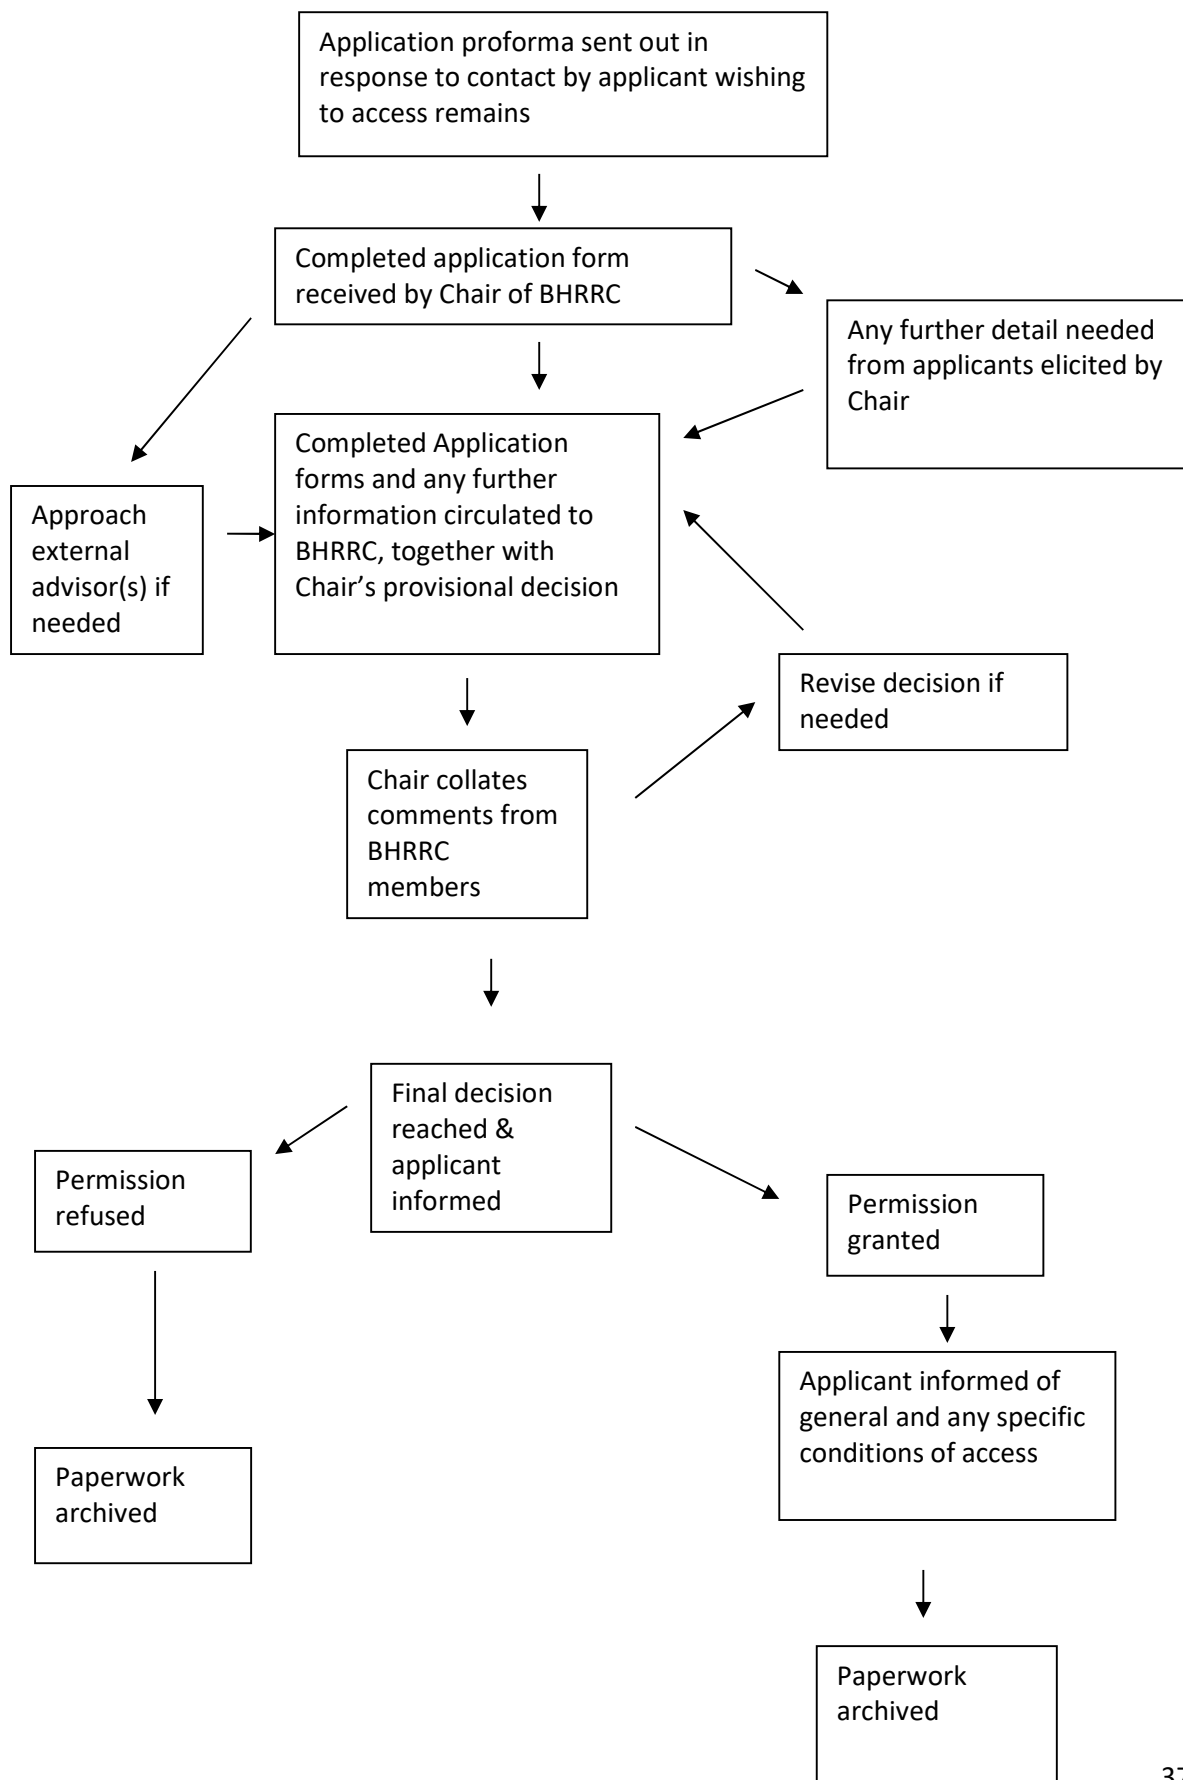 Application proforma sent out in
response to contact by applicant wishing
to access remains
Completed application form
received by Chair of BHRRC
Any further detail needed
from applicants elicited by
Chair
Completed Application
forms and any further
information circulated to
BHRRC, together with
Chair’s provisional decision
Approach
external
advisor(s) if
needed
Revise decision if
needed
Chair collates
comments from
BHRRC
members
Final decision
reached &
applicant
informed
Permission
refused
Permission
granted
Applicant informed of
general and any specific
conditions of access
Paperwork
archived
Paperwork
archived
37